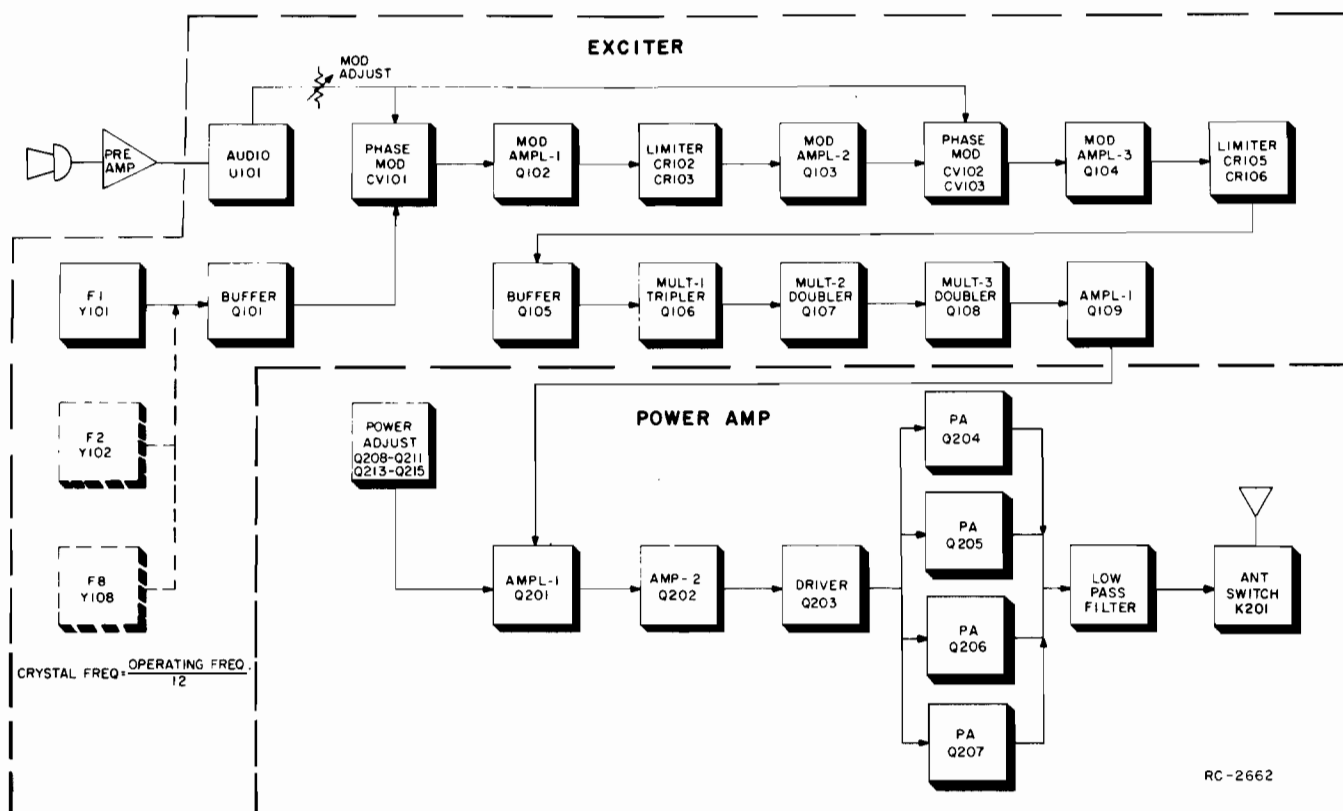 EXCITER
MOD
ADJUST
PRE
AMP
AUDIO
U101
PHASE
MOD
CV101
MOD
AMPL-1
Q102
LIMITER
CR102
CR103
MOD
AMPL-2
Q103
PHASE
MOD
CV102
CV103
MOD
AMPL-3
Q104
LIMITER
CR105
CR106
F1
Y101
BUFFER
Q101
BUFFER
Q105
MULT-1
TRIPLER
Q106
MULT-2
DOUBLER
Q107
MULT-3
DOUBLER
Q108
AMPL-1
Q109
F2
Y102
F8
Y108
CRYSTAL FREQ=OPERATING FREQ.
12
POWER AMP
POWER
ADJUST
Q208-Q211
Q213-Q215
AMPL-1
Q201
AMP-2
Q202
DRIVER
Q203
PA
Q204
PA
Q205
PA
Q206
PA
Q207
LOW
PASS
FILTER
ANT
SWITCH
K201
RC-2662